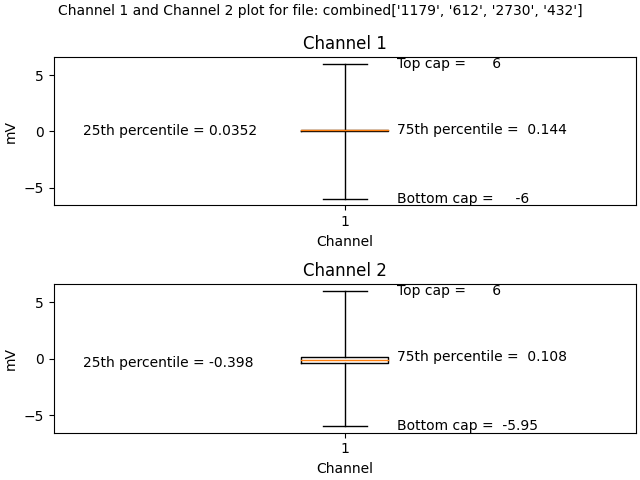 Channel 1 and Channel 2 plot for file: combined['1179', '612', '2730', '432']
Channel 1
Top cap = 6
5
25th percentile = 0.0352
75th percentile = 0.144
0
mV
−5
Bottom cap = -6
1
Channel
Channel 2
Top cap = 6
5
25th percentile = -0.398
75th percentile = 0.108
0
mV
−5
Bottom cap = -5.95
1
Channel